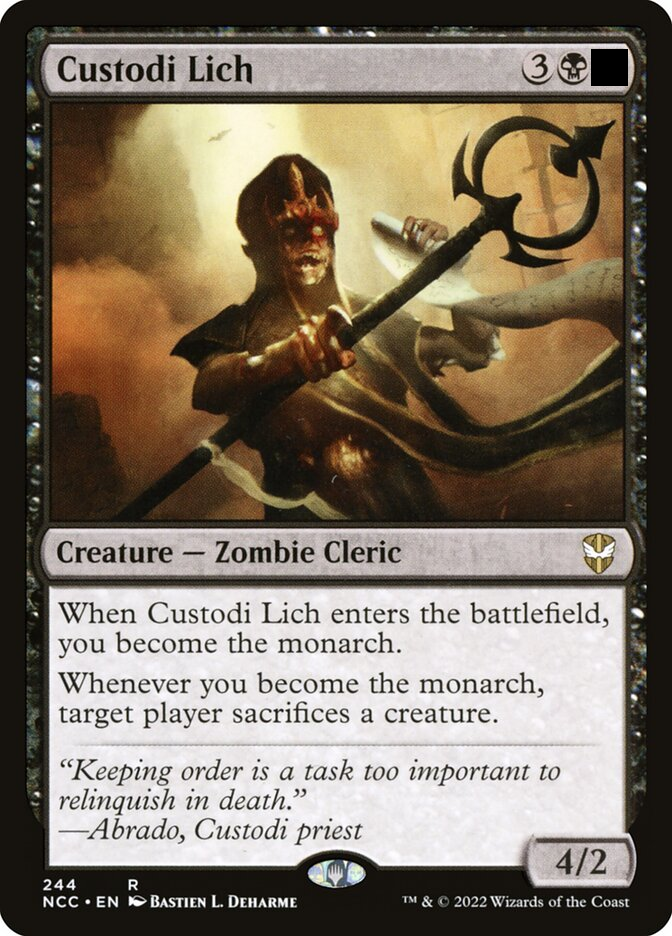 Custodi Lich 3
Creature — Zombie Cleric
When Custodi Lich enters the battlefield,
you become the monarch.
Whenever you become the monarch,
target player sacrifices a creature.
“Keeping order is a task too important to
relinquish in death.”
—Abrado, Custodi priest
4/2
244 R
NCC • EN Bastien L. Deharme
™ & © 2022 Wizards of the Coast